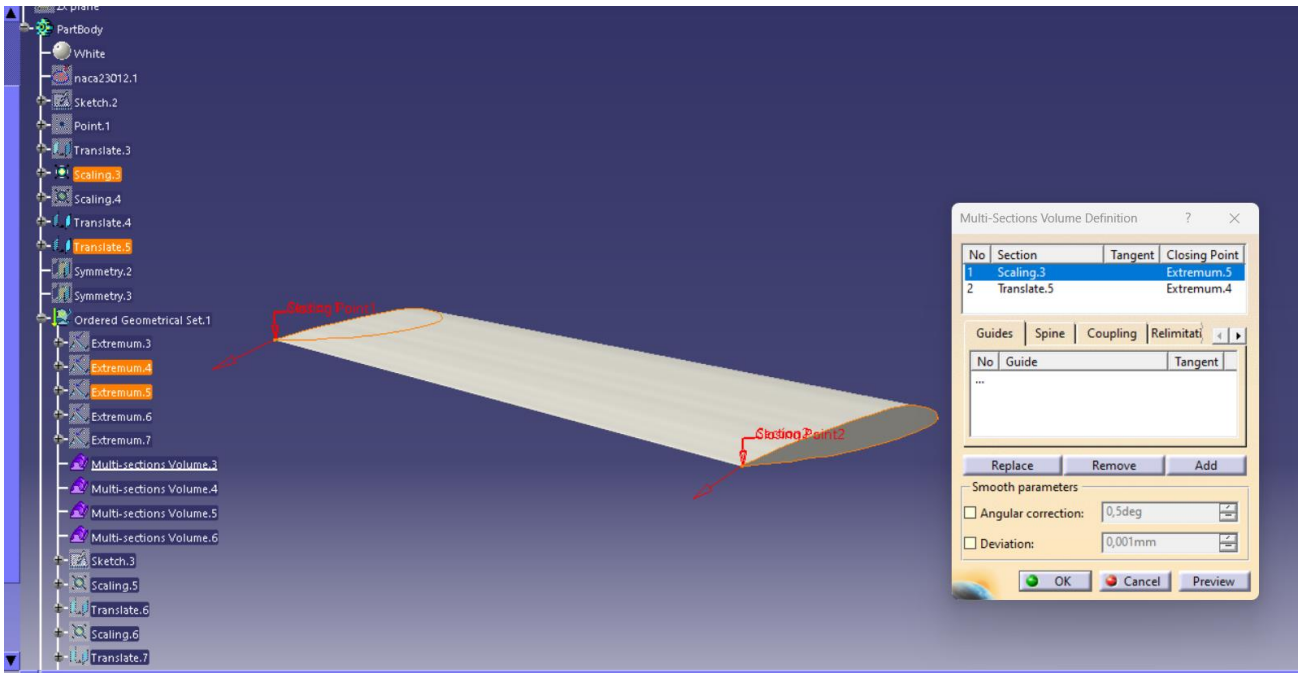 zx plane
PartBody
White
naca23012.1
Sketch.2
Point.1
Translate.3
Scaling.3
Scaling.4
Translate.4
Translate.5
Symmetry.2
Symmetry.3
Ordered Geometrical Set.1
Extremum.3
Extremum.4
Extremum.5
Extremum.6
Extremum.7
Multi-sections Volume.3
Multi-sections Volume.4
Multi-sections Volume.5
Multi-sections Volume.6
Sketch.3
Scaling.5
Translate.6
Scaling.6
Translate.7
Point2
Multi-Sections Volume Definition ? ×
No Section Tangent Closing Point
1 Scaling.3 Extremum.5
2 Translate.5 Extremum.4
Guides Spine Coupling Relimitati
No Guide Tangent
...
Replace Remove Add
Smooth parameters
Angular correction: 0,5deg
Deviation: 0,001mm
OK Cancel Preview